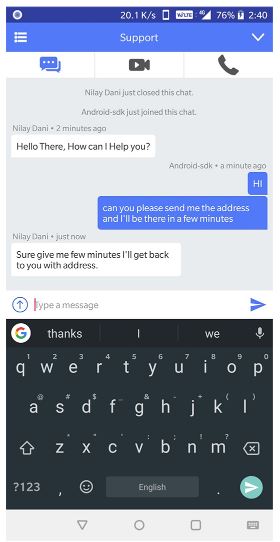 20.1 K/s VoLTE 4G 76% 2:40
Support
Nilay Dani just closed this chat.
Android-sdk just joined this chat.
Nilay Dani • 2 minutes ago
Hello There, How can I Help you?
Android-sdk • a minute ago
HI
can you please send me the address
and I'll be there in a few minutes
Nilay Dani • just now
Sure give me few minutes I'll get back
to you with address.
Type a message
G thanks I we
1 2 3 4 5 6 7 8 9 0
q w e r t y u i o p
@ # & * - + = ( )
a s d f g h j k l
z x c v b n m
?123 , English .